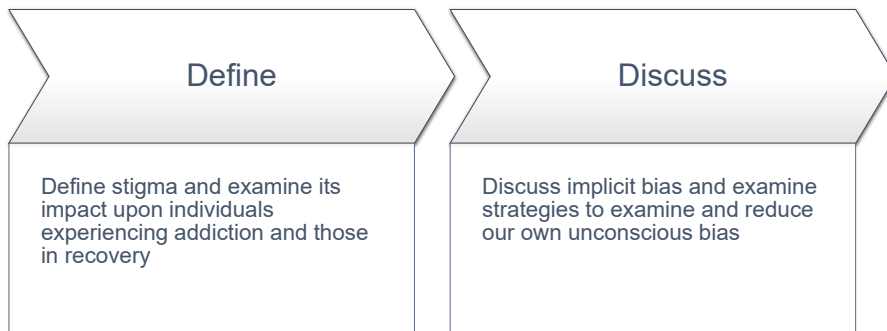 Define
Define stigma and examine its
impact upon individuals
experiencing addiction and those
in recovery
Discuss
Discuss implicit bias and examine
strategies to examine and reduce
our own unconscious bias